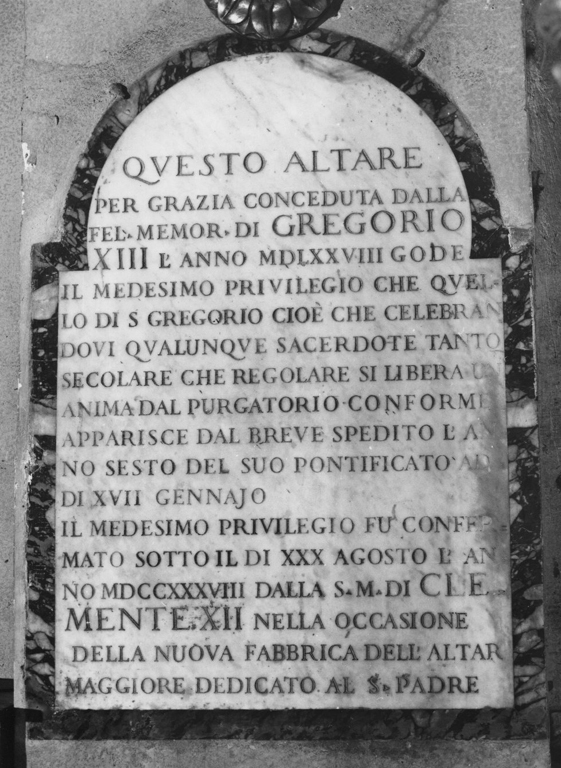 QVESTO ALTARE
PER GRAZIA CONCEDUTA DALLA
FEL. MEMOR. DI GREGORIO
XIII L'ANNO MDLXXVIII GODE
IL MEDESIMO PRIVILEGIO CHE QVEL-
LO DI S GREGORIO CIOÈ CHE CELEBRAN
DOVI QVALUNQVE SACERDOTE TANTO
SECOLARE CHE REGOLARE SI LIBERA UN
ANIMA DAL PURGATORIO CONFORME
APPARISCE DAL BREVE SPEDITO L'AN
NO SESTO DEL SUO PONTIFICATO
DI XVII GENNAJO
IL MEDESIMO PRIVILEGIO FU' CONFER-
MATO SOTTO IL DI XXX AGOSTO L'AN
NO MDCCXXXVIII DALLA S.M. DI CLE
MENTE XII NELLA OCCASIONE
DELLA NUOVA FABBRICA DELL'ALTAR
MAGGIORE DEDICATO AL S. PADRE